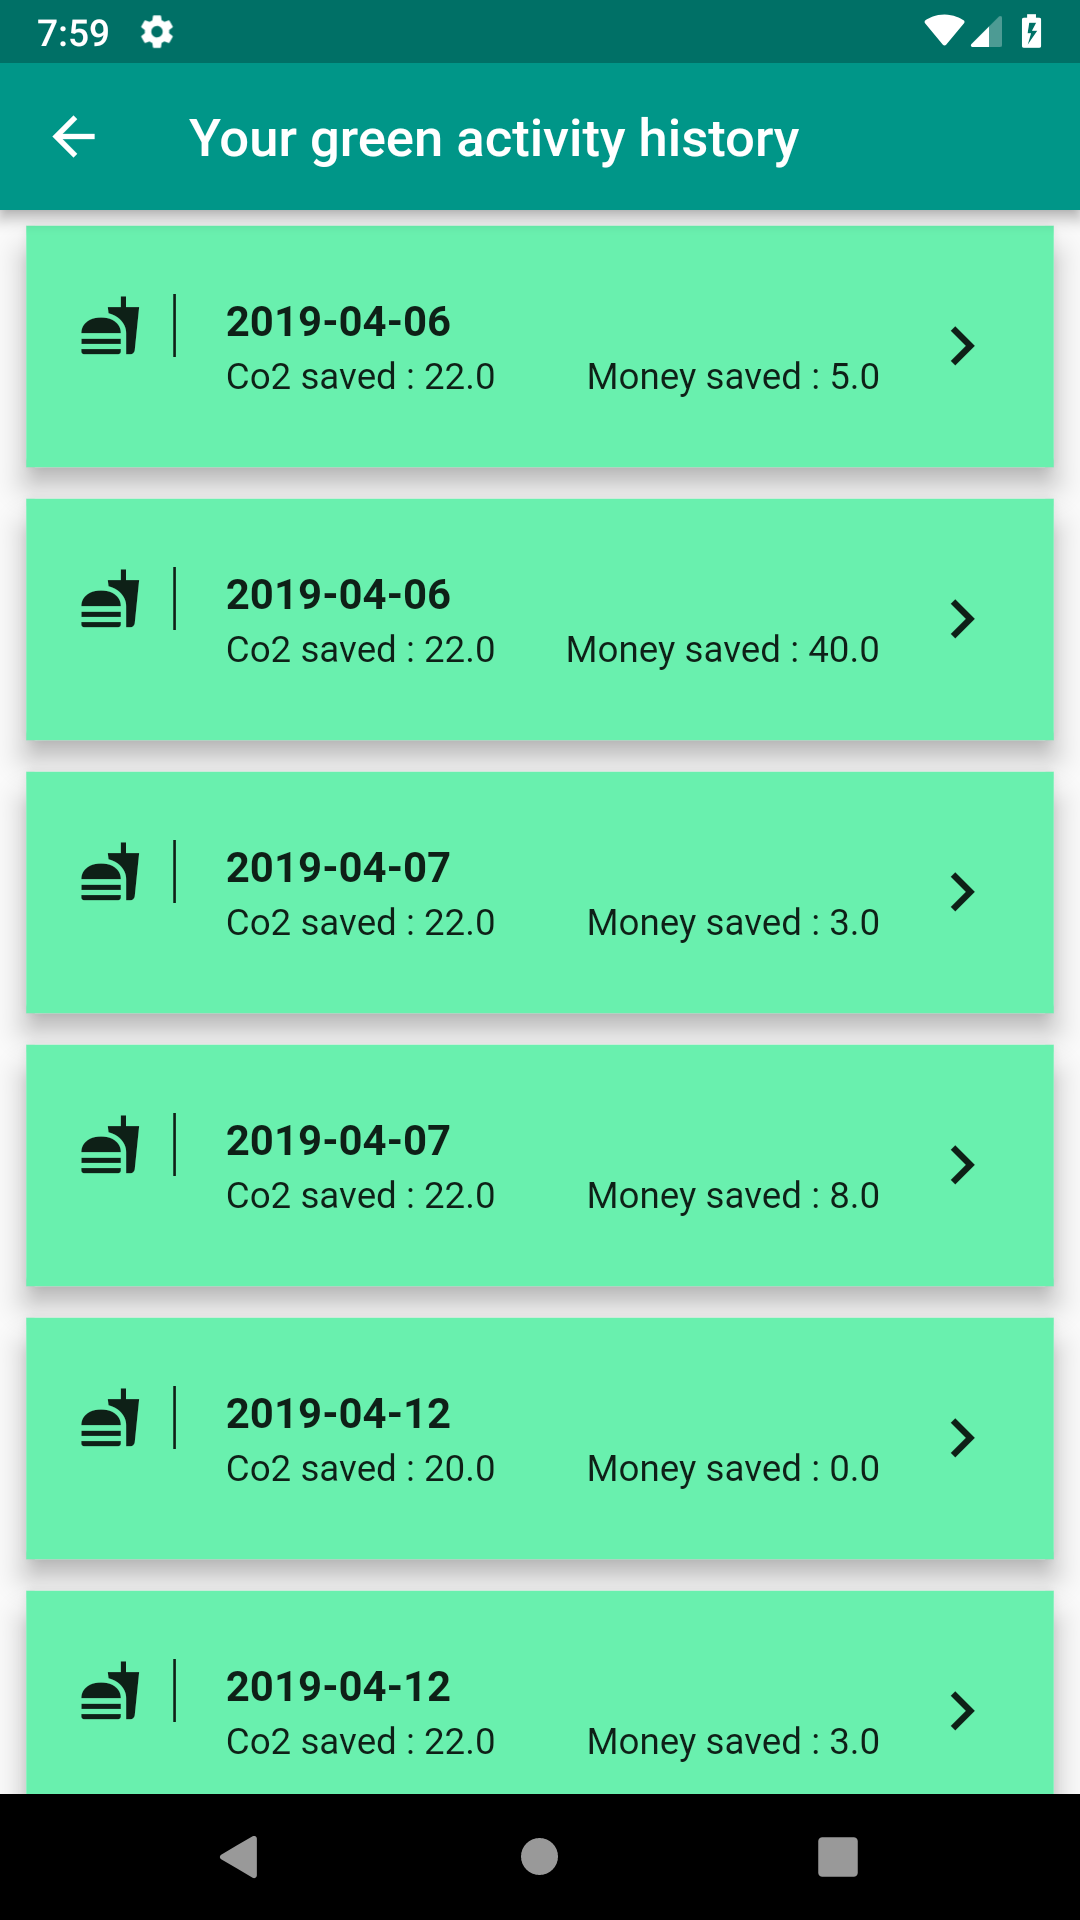 7:59
Your green activity history
2019-04-06
Co2 saved : 22.0 Money saved : 5.0
2019-04-06
Co2 saved : 22.0 Money saved : 40.0
2019-04-07
Co2 saved : 22.0 Money saved : 3.0
2019-04-07
Co2 saved : 22.0 Money saved : 8.0
2019-04-12
Co2 saved : 20.0 Money saved : 0.0
2019-04-12
Co2 saved : 22.0 Money saved : 3.0